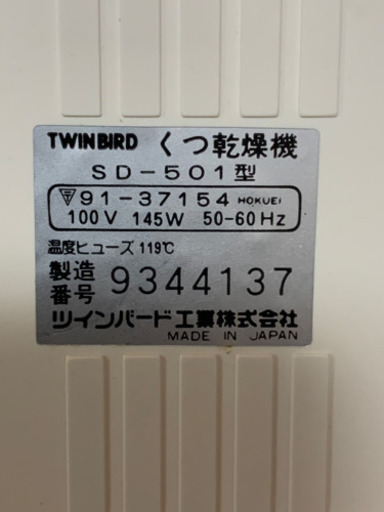 TWINBIRD くつ乾燥機
SD-501型
〒91-37154 HOKUEI
100V 145W 50-60Hz
温度ヒューズ 119℃
製造番号 9344137
ツインバード工業株式会社
MADE IN JAPAN